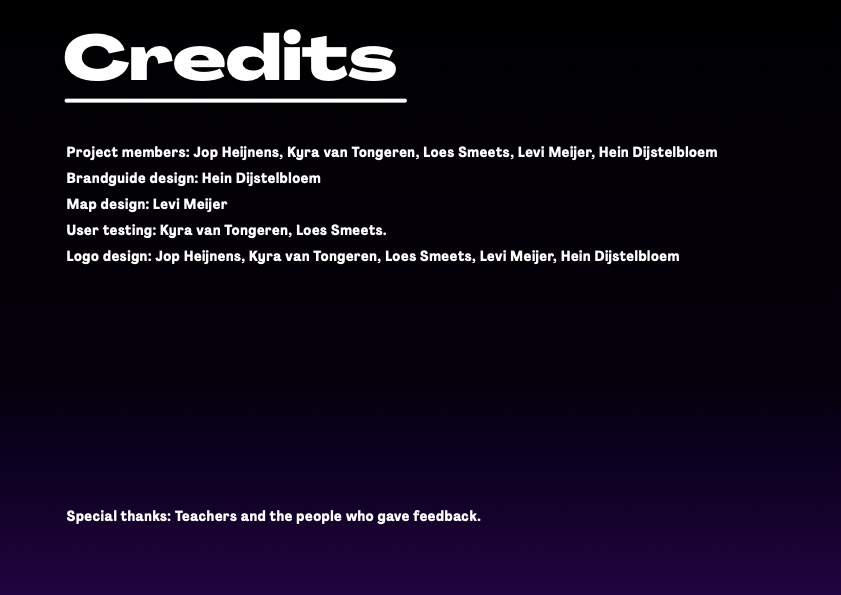 Credits
Project members: Jop Heijnens, Kyra van Tongeren, Loes Smeets, Levi Meijer, Hein Dijstelbloem
Brandguide design: Hein Dijstelbloem
Map design: Levi Meijer
User testing: Kyra van Tongeren, Loes Smeets.
Logo design: Jop Heijnens, Kyra van Tongeren, Loes Smeets, Levi Meijer, Hein Dijstelbloem
Special thanks: Teachers and the people who gave feedback.